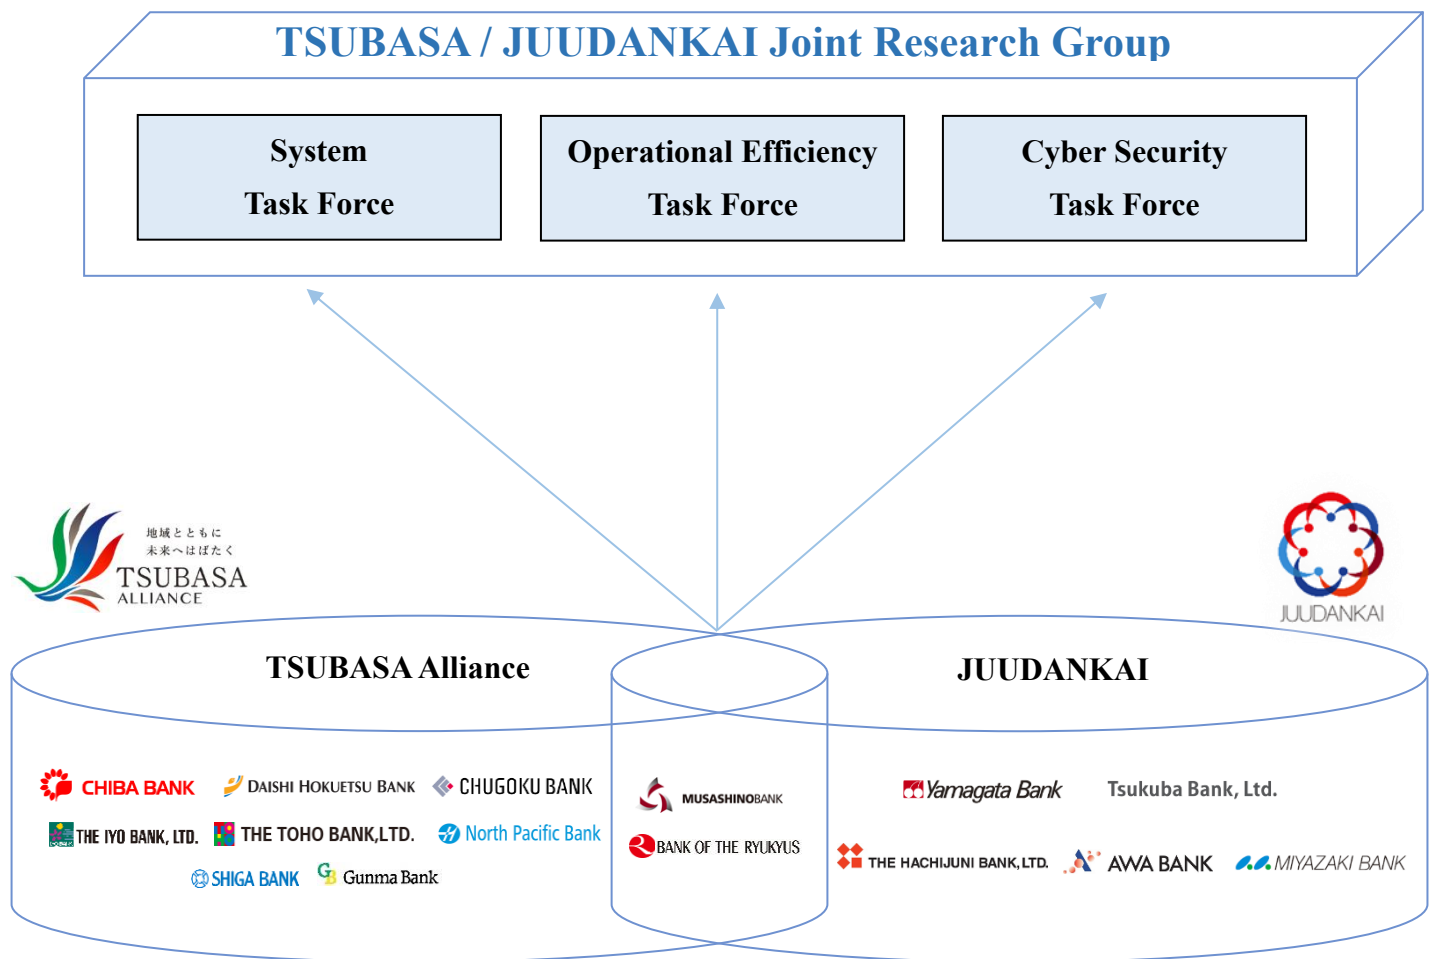 TSUBASA / JUUDANKAI Joint Research Group
System
Task Force
Operational Efficiency
Task Force
Cyber Security
Task Force
地域とともに
未来へはばたく
TSUBASA
ALLIANCE
JUUDANKAI
TSUBASA Alliance
JUUDANKAI
CHIBA BANK
DAISHI HOKUETSU BANK
CHUGOKU BANK
THE IYO BANK, LTD.
THE TOHO BANK,LTD.
North Pacific Bank
SHIGA BANK
GB Gunma Bank
MUSASHINOBANK
BANK OF THE RYUKYUS
Yamagata Bank
Tsukuba Bank, Ltd.
THE HACHIJUNI BANK, LTD.
AWA BANK
MIYAZAKI BANK